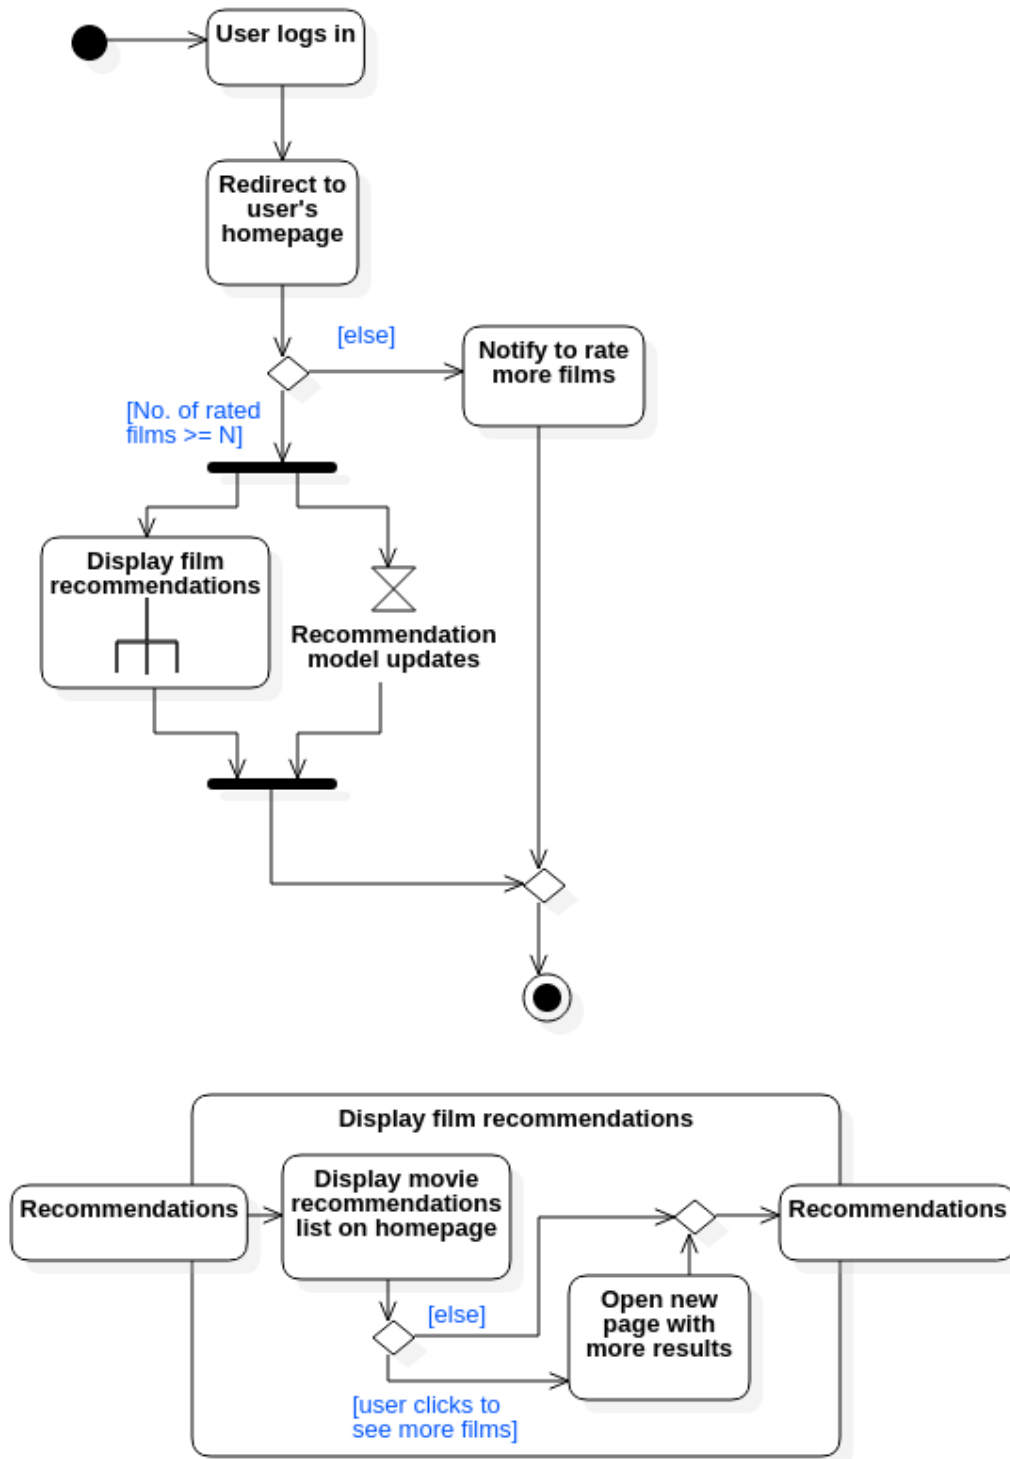 User logs in
Redirect to
user's
homepage
[else]
Notify to rate
more films
[No. of rated
films >= N]
Display film
recommendations
Recommendation
model updates
Display film recommendations
Recommendations
Display movie
recommendations
list on homepage
Recommendations
[else]
Open new
page with
more results
[user clicks to
see more films]